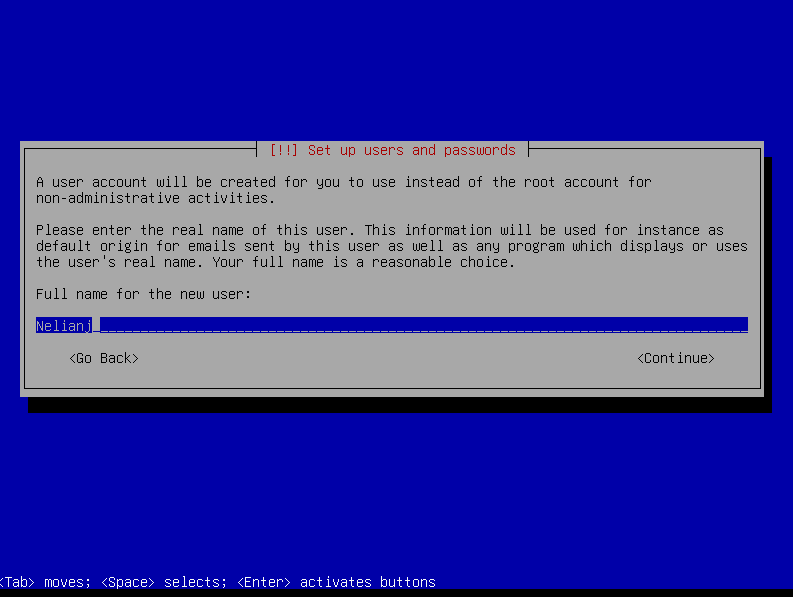 [!!] Set up users and passwords
A user account will be created for you to use instead of the root account for
non-administrative activities.
Please enter the real name of this user. This information will be used for instance as
default origin for emails sent by this user as well as any program which displays or uses
the user's real name. Your full name is a reasonable choice.
Full name for the new user:
Nelianj
<Go Back> <Continue>
<Tab> moves; <Space> selects; <Enter> activates buttons